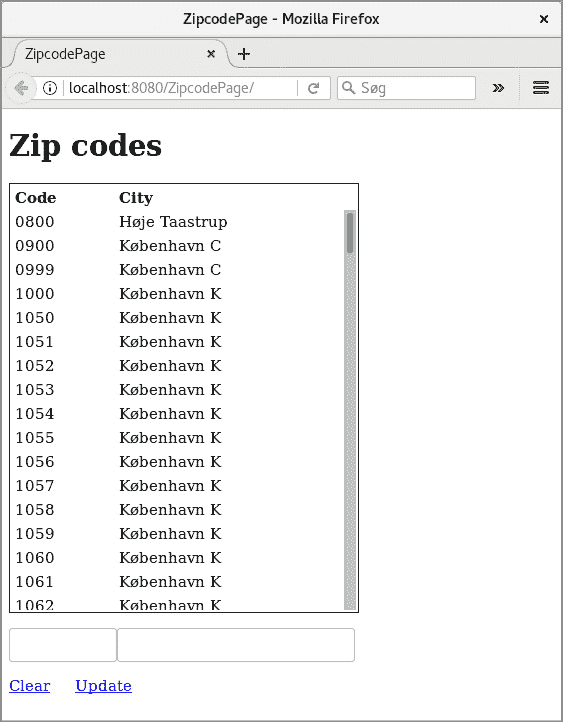 ZipcodePage - Mozilla Firefox
ZipcodePage
localhost:8080/ZipcodePage/
Søg
Zip codes
Code City
0800 Høje Taastrup
0900 København C
0999 København C
1000 København K
1050 København K
1051 København K
1052 København K
1053 København K
1054 København K
1055 København K
1056 København K
1057 København K
1058 København K
1059 København K
1060 København K
1061 København K
1062 København K
Clear Update